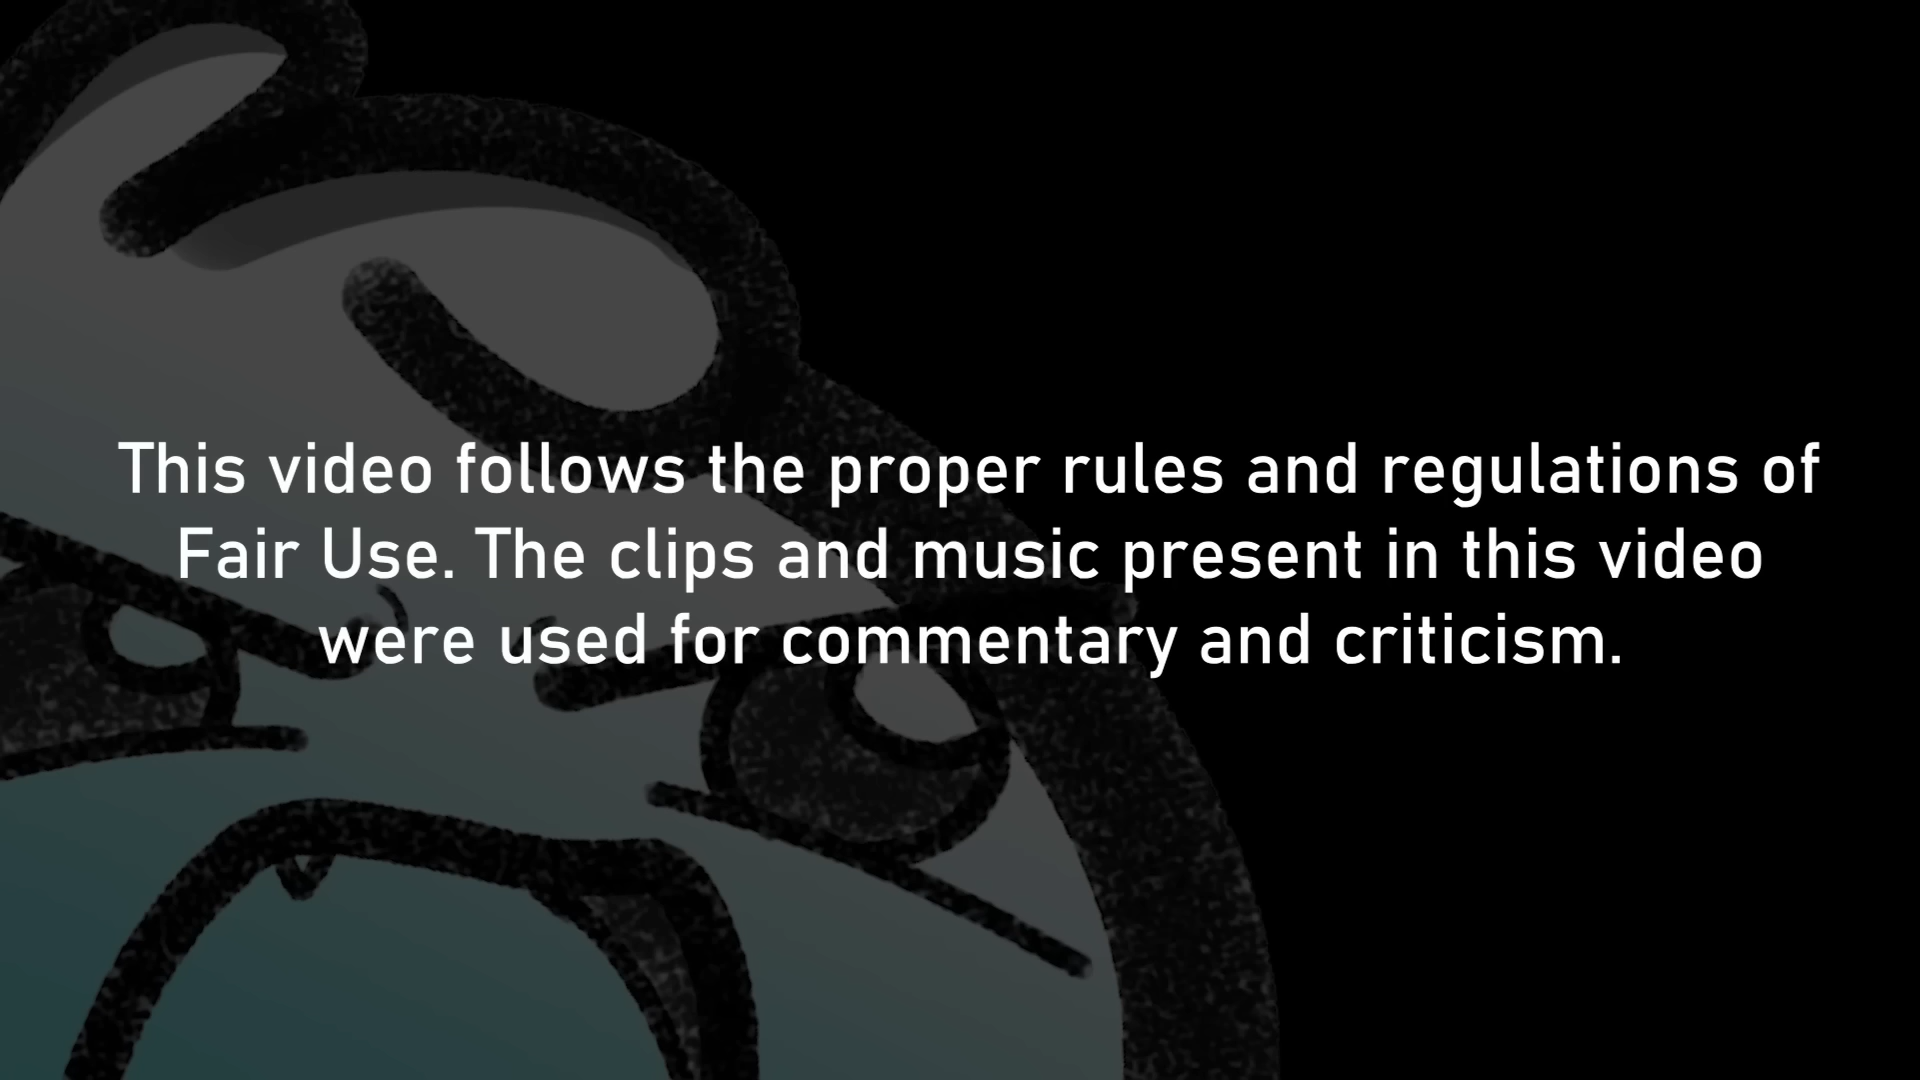 This video follows the proper rules and regulations of
Fair Use. The clips and music present in this video
were used for commentary and criticism.